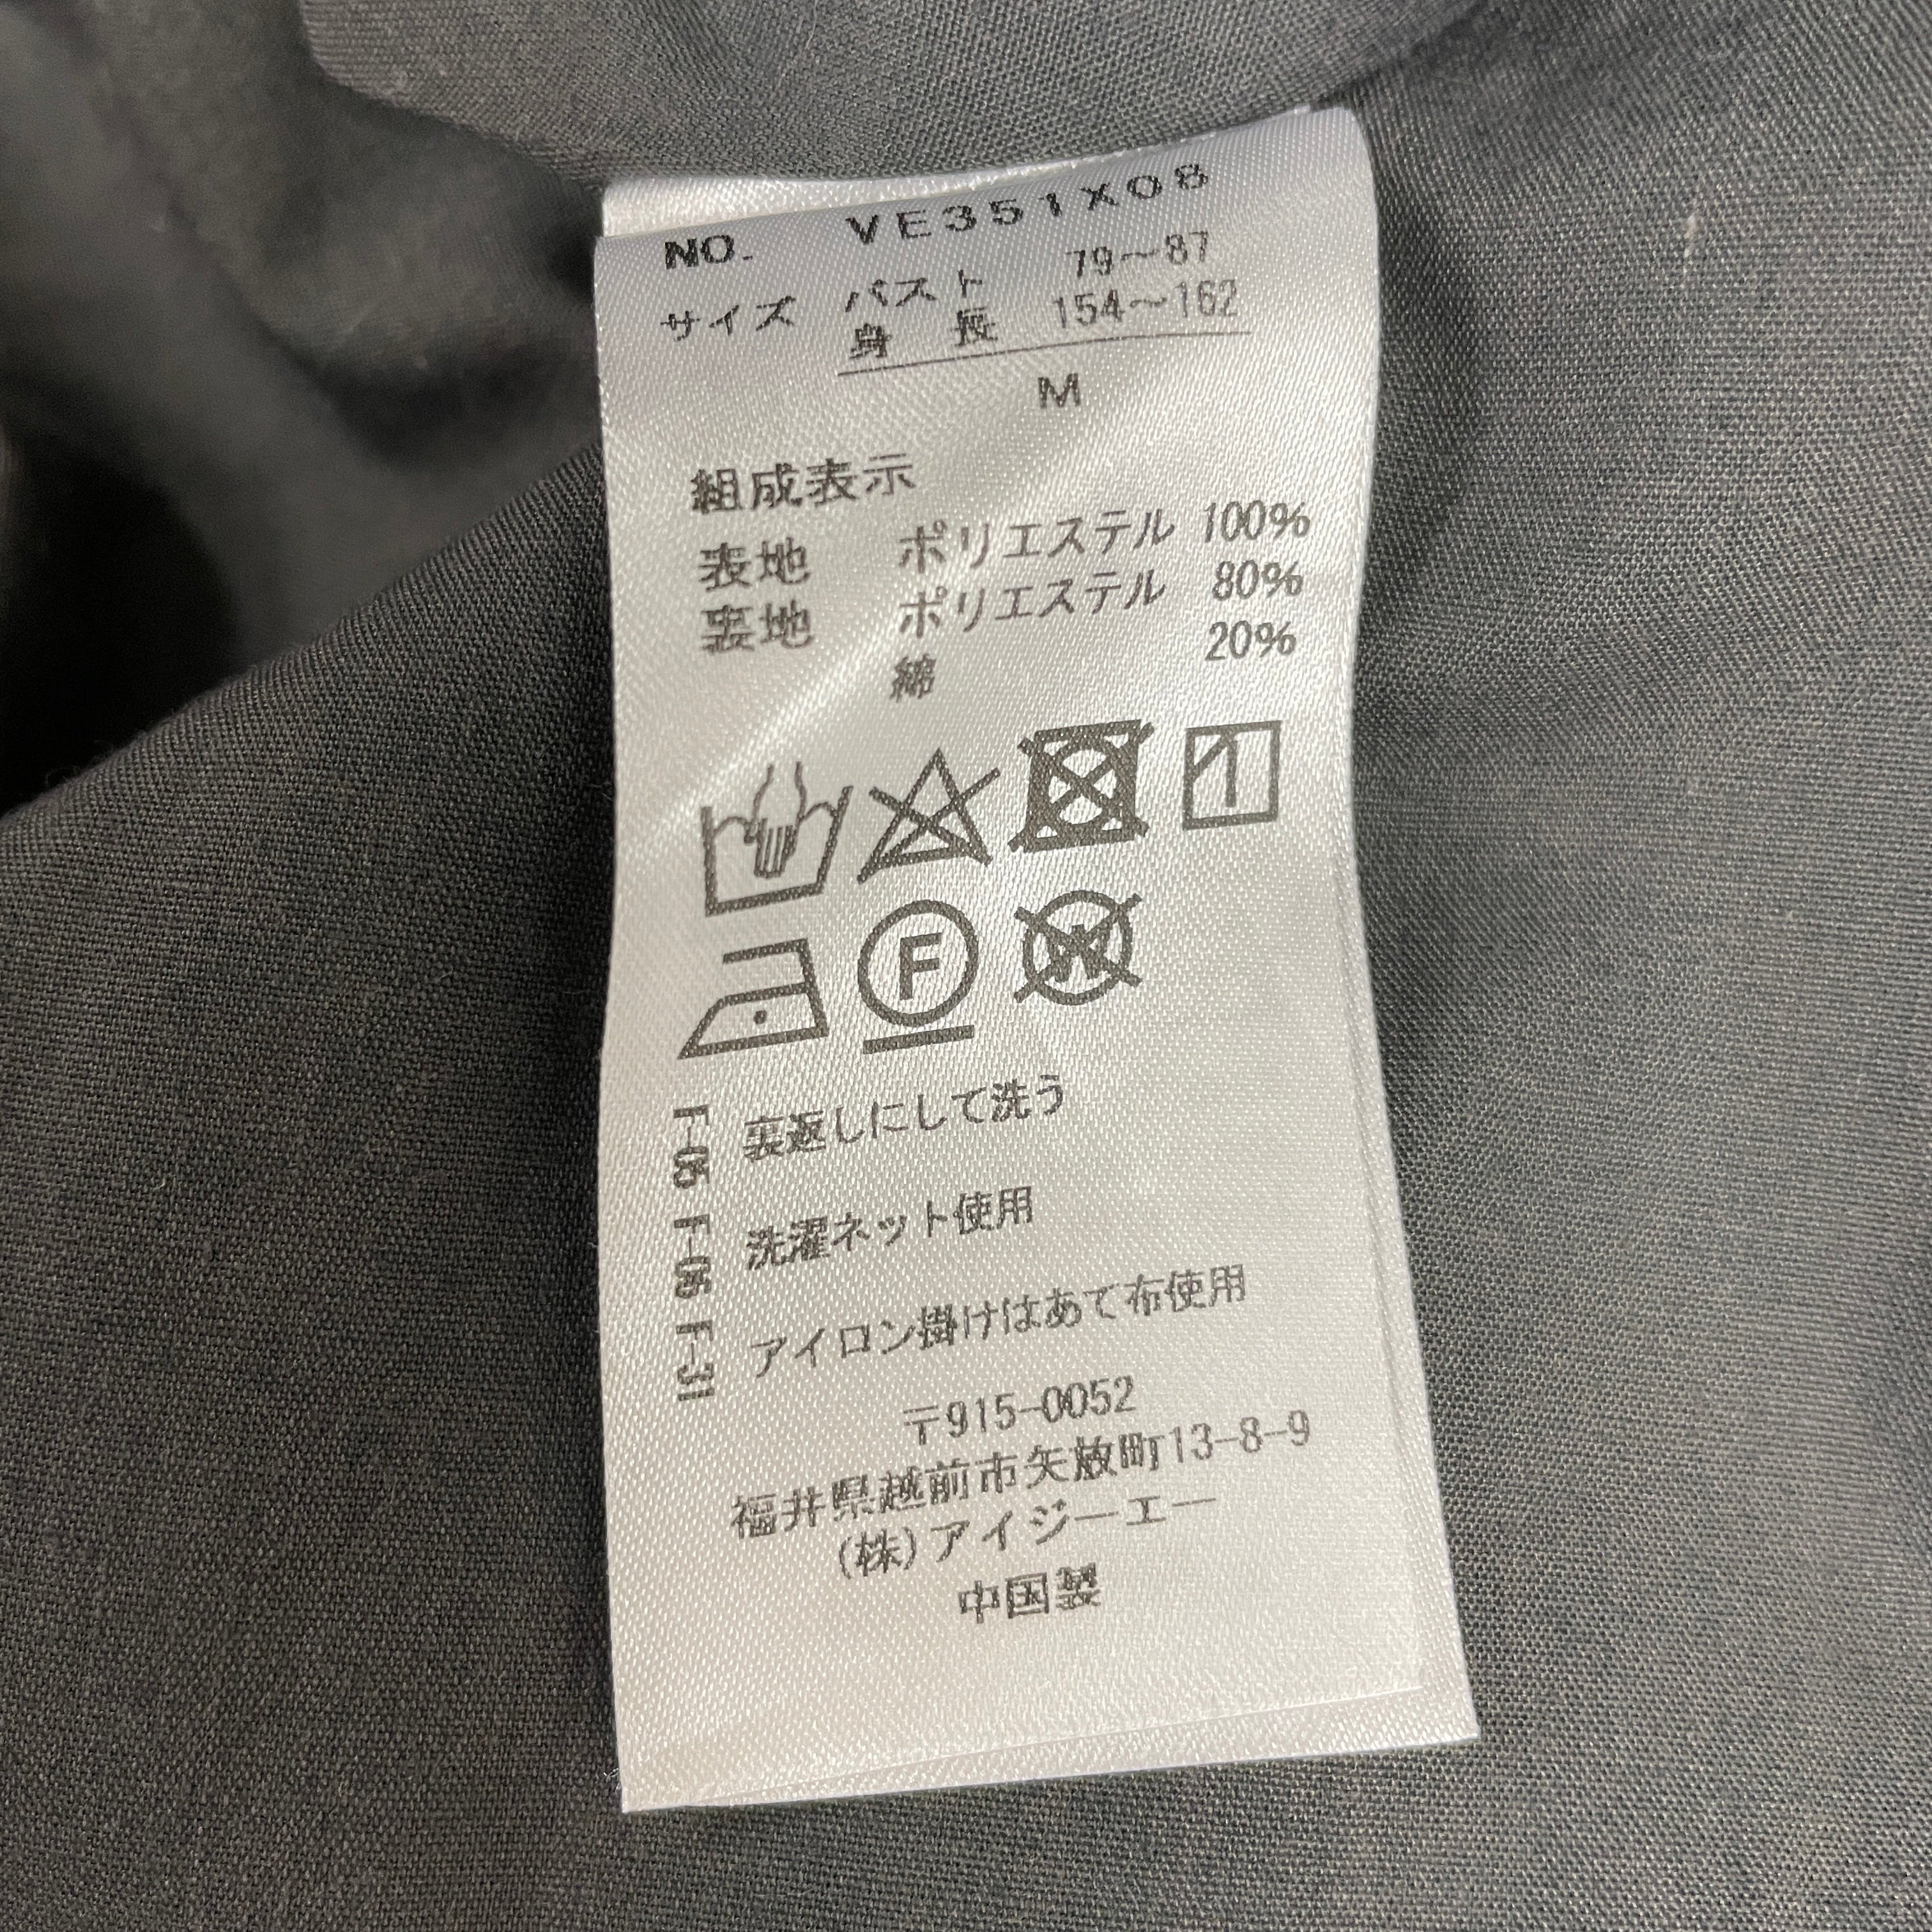 NO. VE351X08
サイズ バスト 79～87
身 長 154～162
M
組成表示
表地 ポリエステル 100%
裏地 ポリエステル 80%
綿 20%
F
W
F-05 裏返しにして洗う
F-06 洗濯ネット使用
F-31 アイロン掛けはあて布使用
〒915-0052
福井県越前市矢放町13-8-9
(株)アイジーエー
中国製